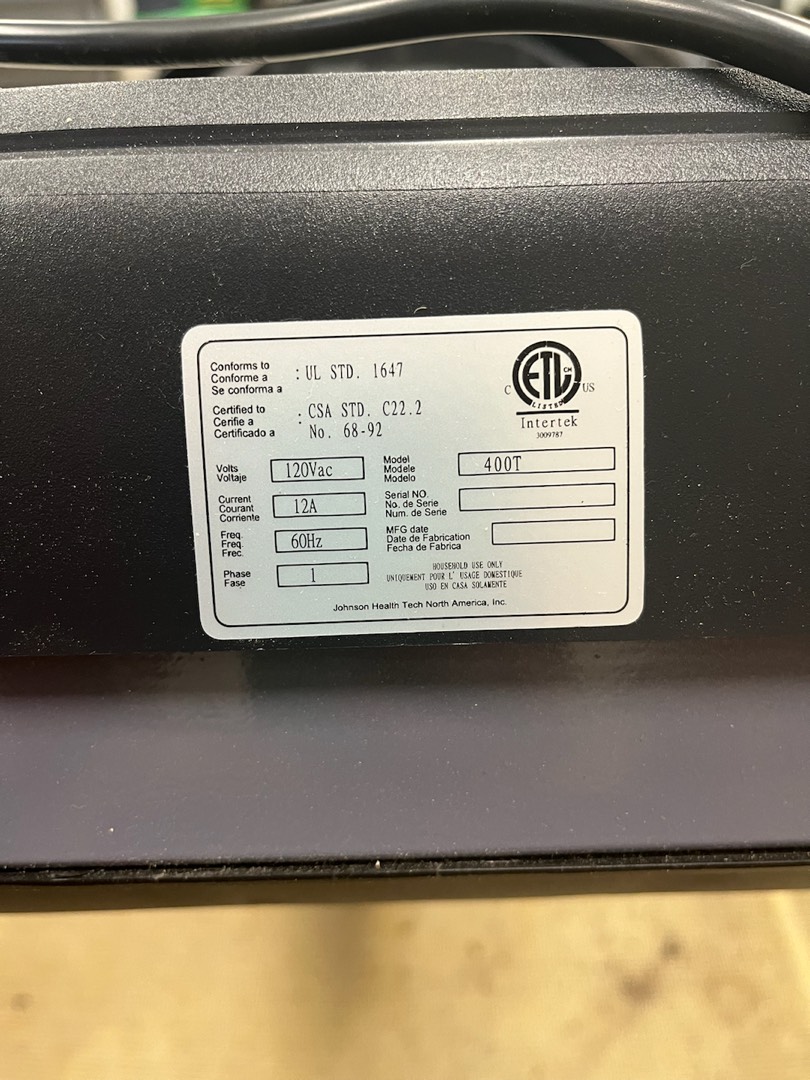 Conforms to
Conforme a
Se conforma a
: UL STD. 1647
Certified to
Cerifie a
Certificado a
: CSA STD. C22.2
No. 68-92
ETL CM
LISTED
C US
Intertek
3009787
Volts
Voltaje
120Vac
Current
Courant
Corriente
12A
Freq.
Freq.
Frec.
60Hz
Phase
Fase
1
Model
Modele
Modelo
400T
Serial NO.
No. de Serie
Num. de Serie
MFG date
Date de Fabrication
Fecha de Fabrica
HOUSEHOLD USE ONLY
UNIQUEMENT POUR L' USAGE DOMESTIQUE
USO EN CASA SOLAMENTE
Johnson Health Tech North America, Inc.